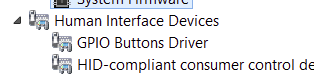 System Firmware
Human Interface Devices
GPIO Buttons Driver
HID-compliant consumer control de